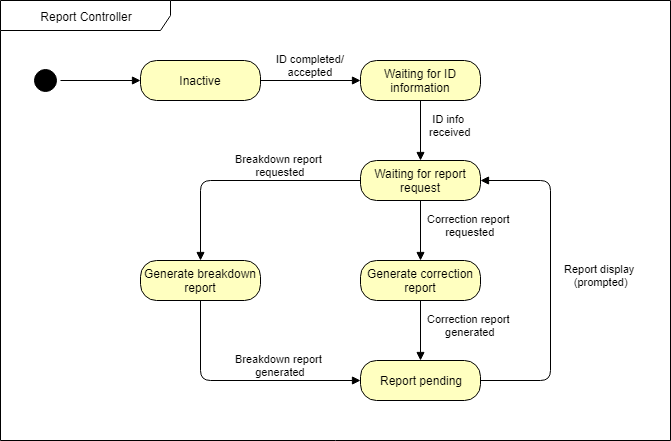 Report Controller
Inactive
ID completed/
accepted
Waiting for ID
information
ID info
received
Breakdown report
requested
Waiting for report
request
Correction report
requested
Generate breakdown
report
Generate correction
report
Report display
(prompted)
Correction report
generated
Breakdown report
generated
Report pending